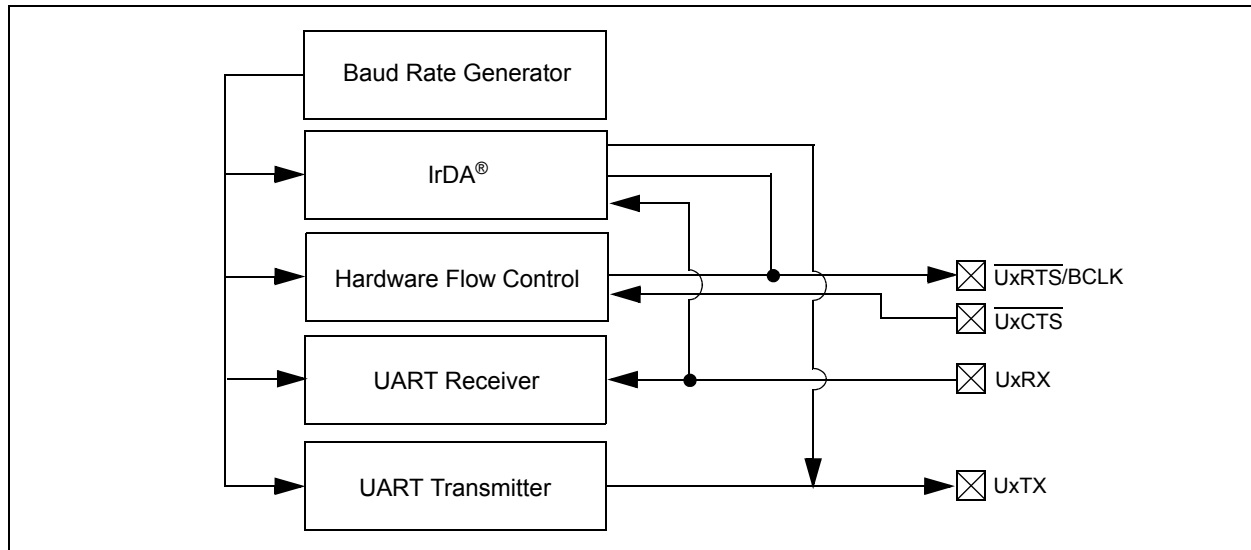 Baud Rate Generator
IrDA®
Hardware Flow Control
UxRTS/BCLK
UxCTS
UART Receiver
UxRX
UART Transmitter
UxTX